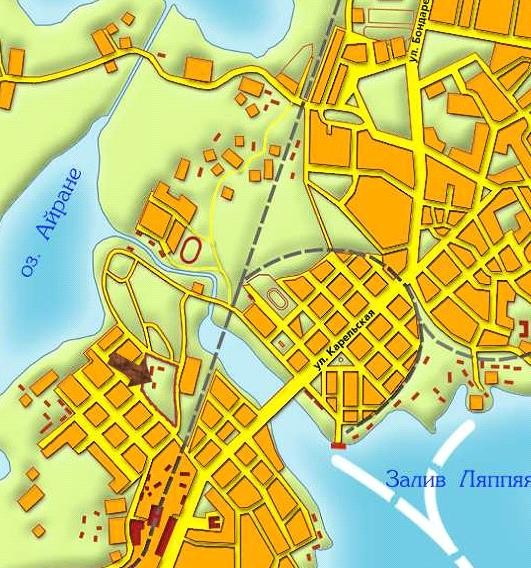 ул. Бондаре
оз. Айране
ул. Карельская
Залив Ляппяя